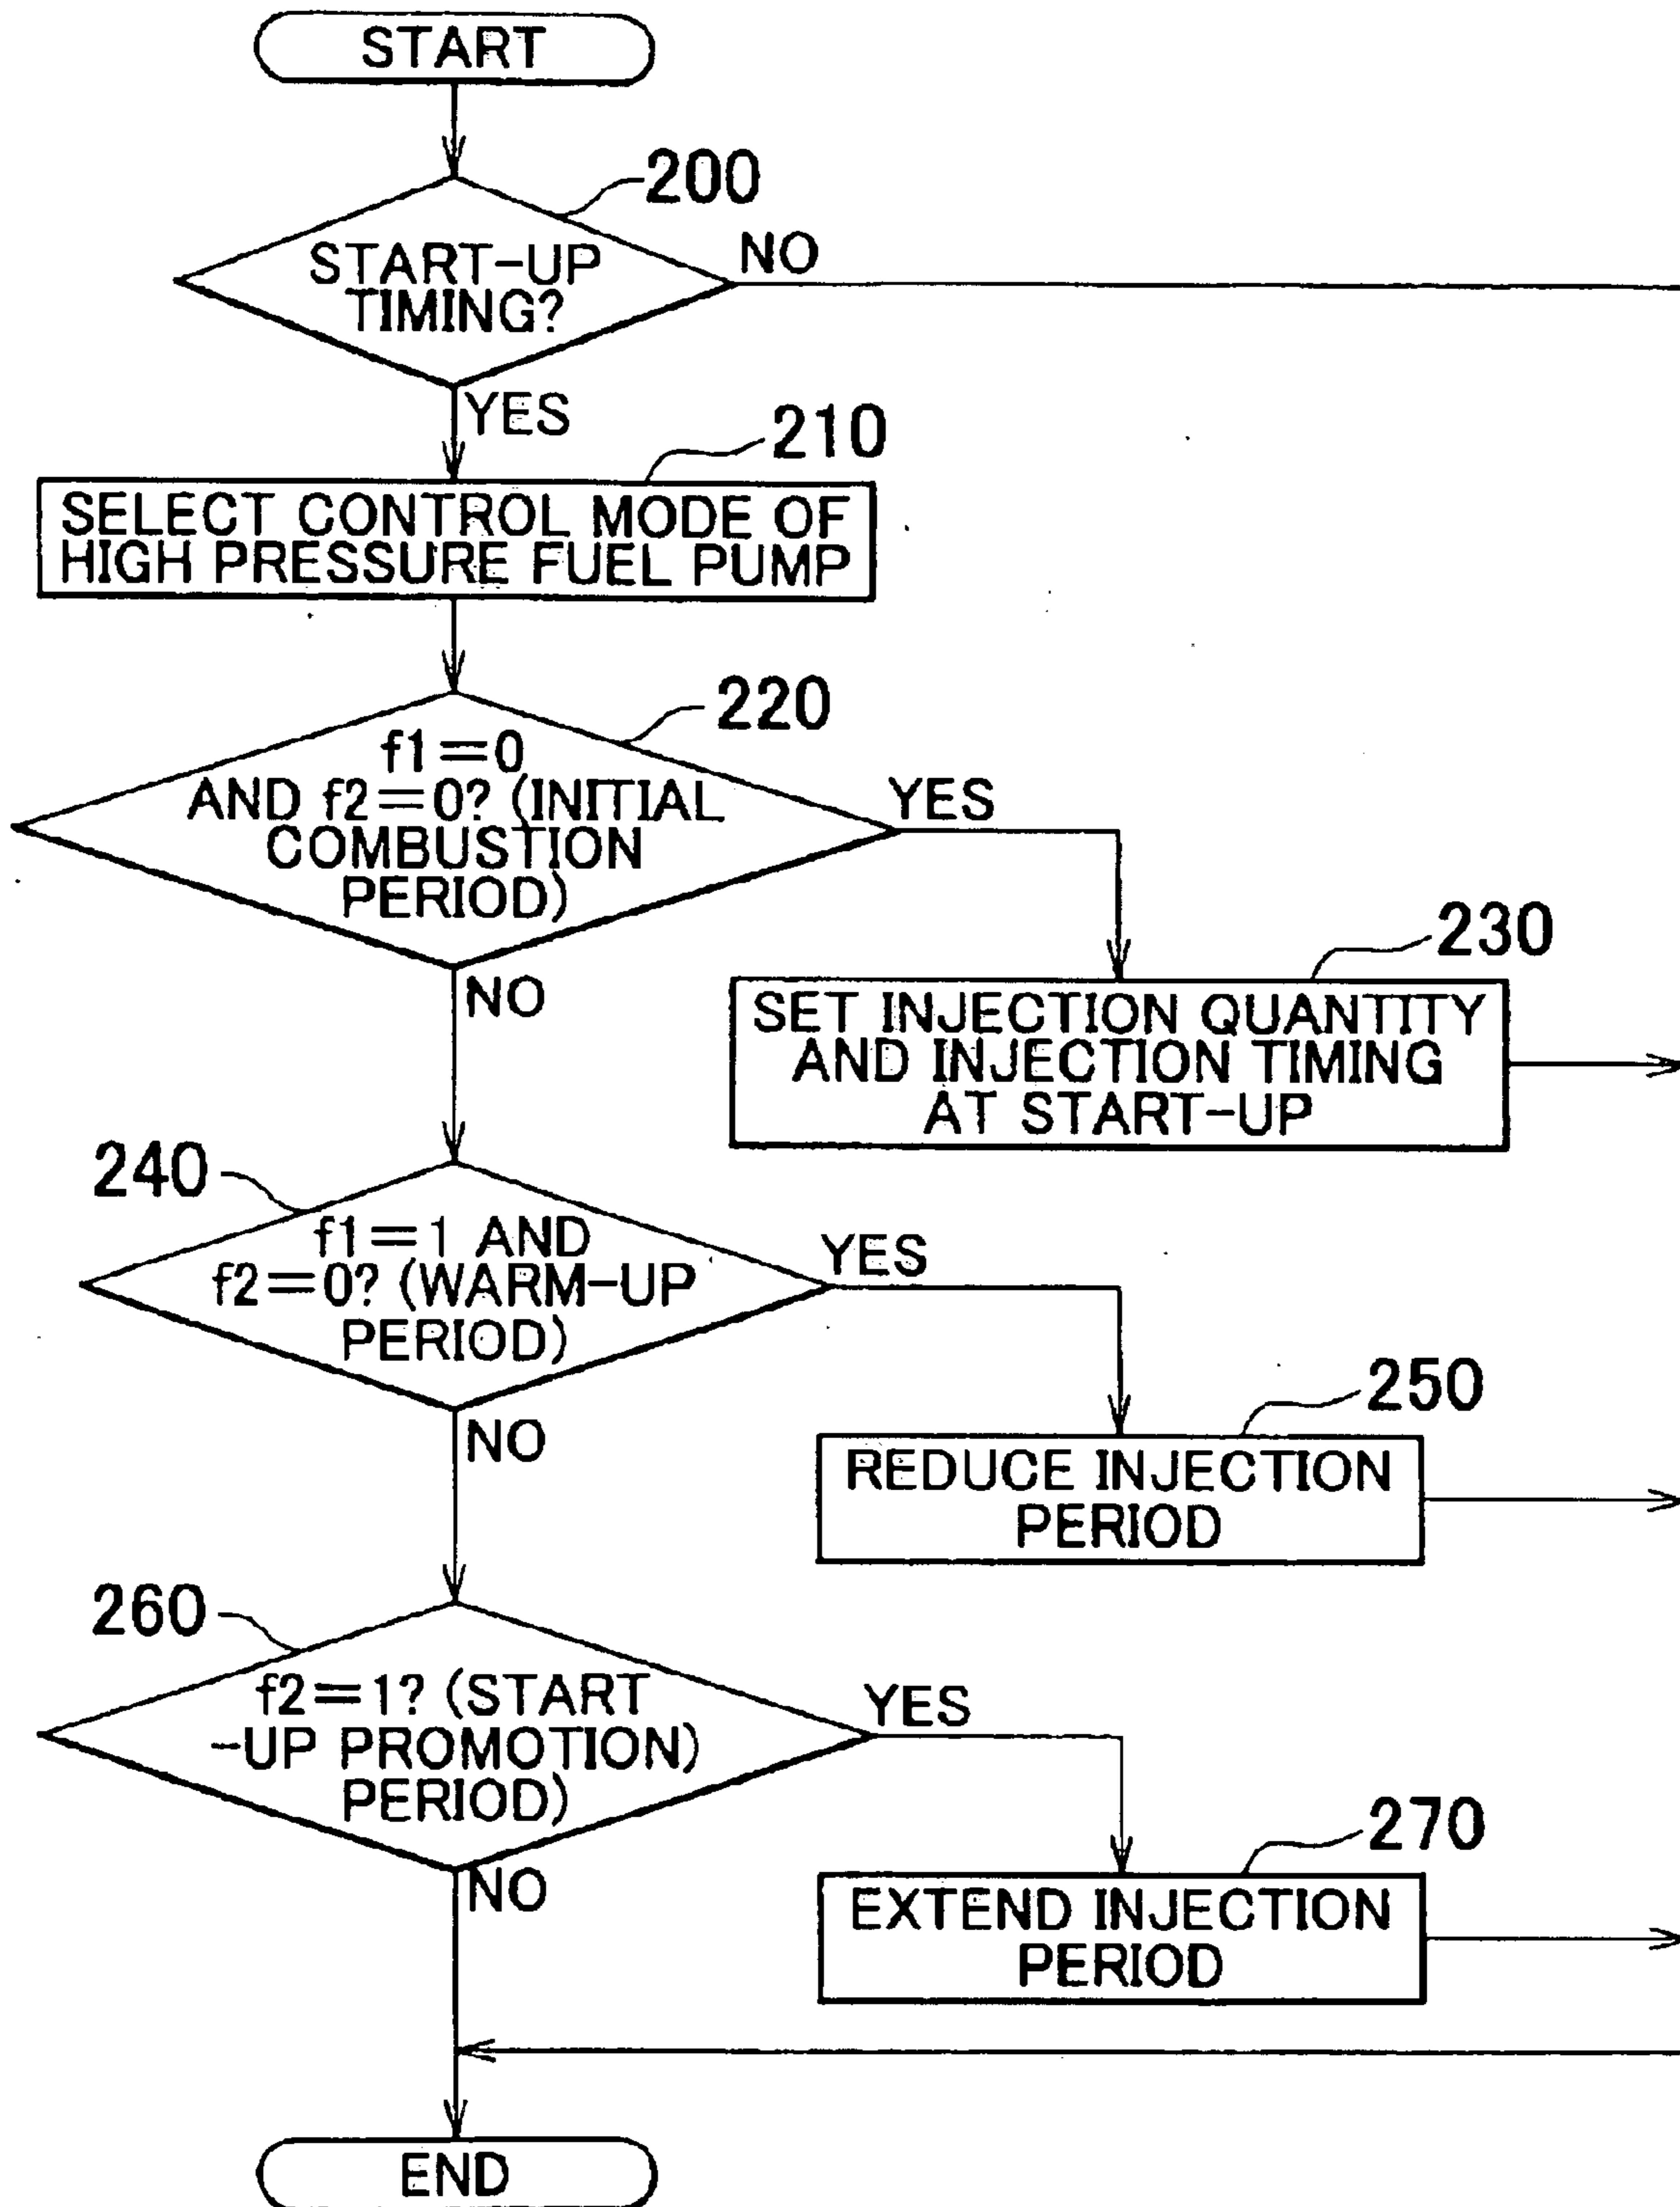 START
200
START-UP
TIMING?
NO
YES
210
SELECT CONTROL MODE OF
HIGH PRESSURE FUEL PUMP
220
f1=0
AND f2=0? (INITIAL
COMBUSTION
PERIOD)
YES
NO
230
SET INJECTION QUANTITY
AND INJECTION TIMING
AT START-UP
240
f1=1 AND
f2=0? (WARM-UP
PERIOD)
YES
NO
250
REDUCE INJECTION
PERIOD
260
f2=1? (START
-UP PROMOTION)
PERIOD)
YES
NO
270
EXTEND INJECTION
PERIOD
END